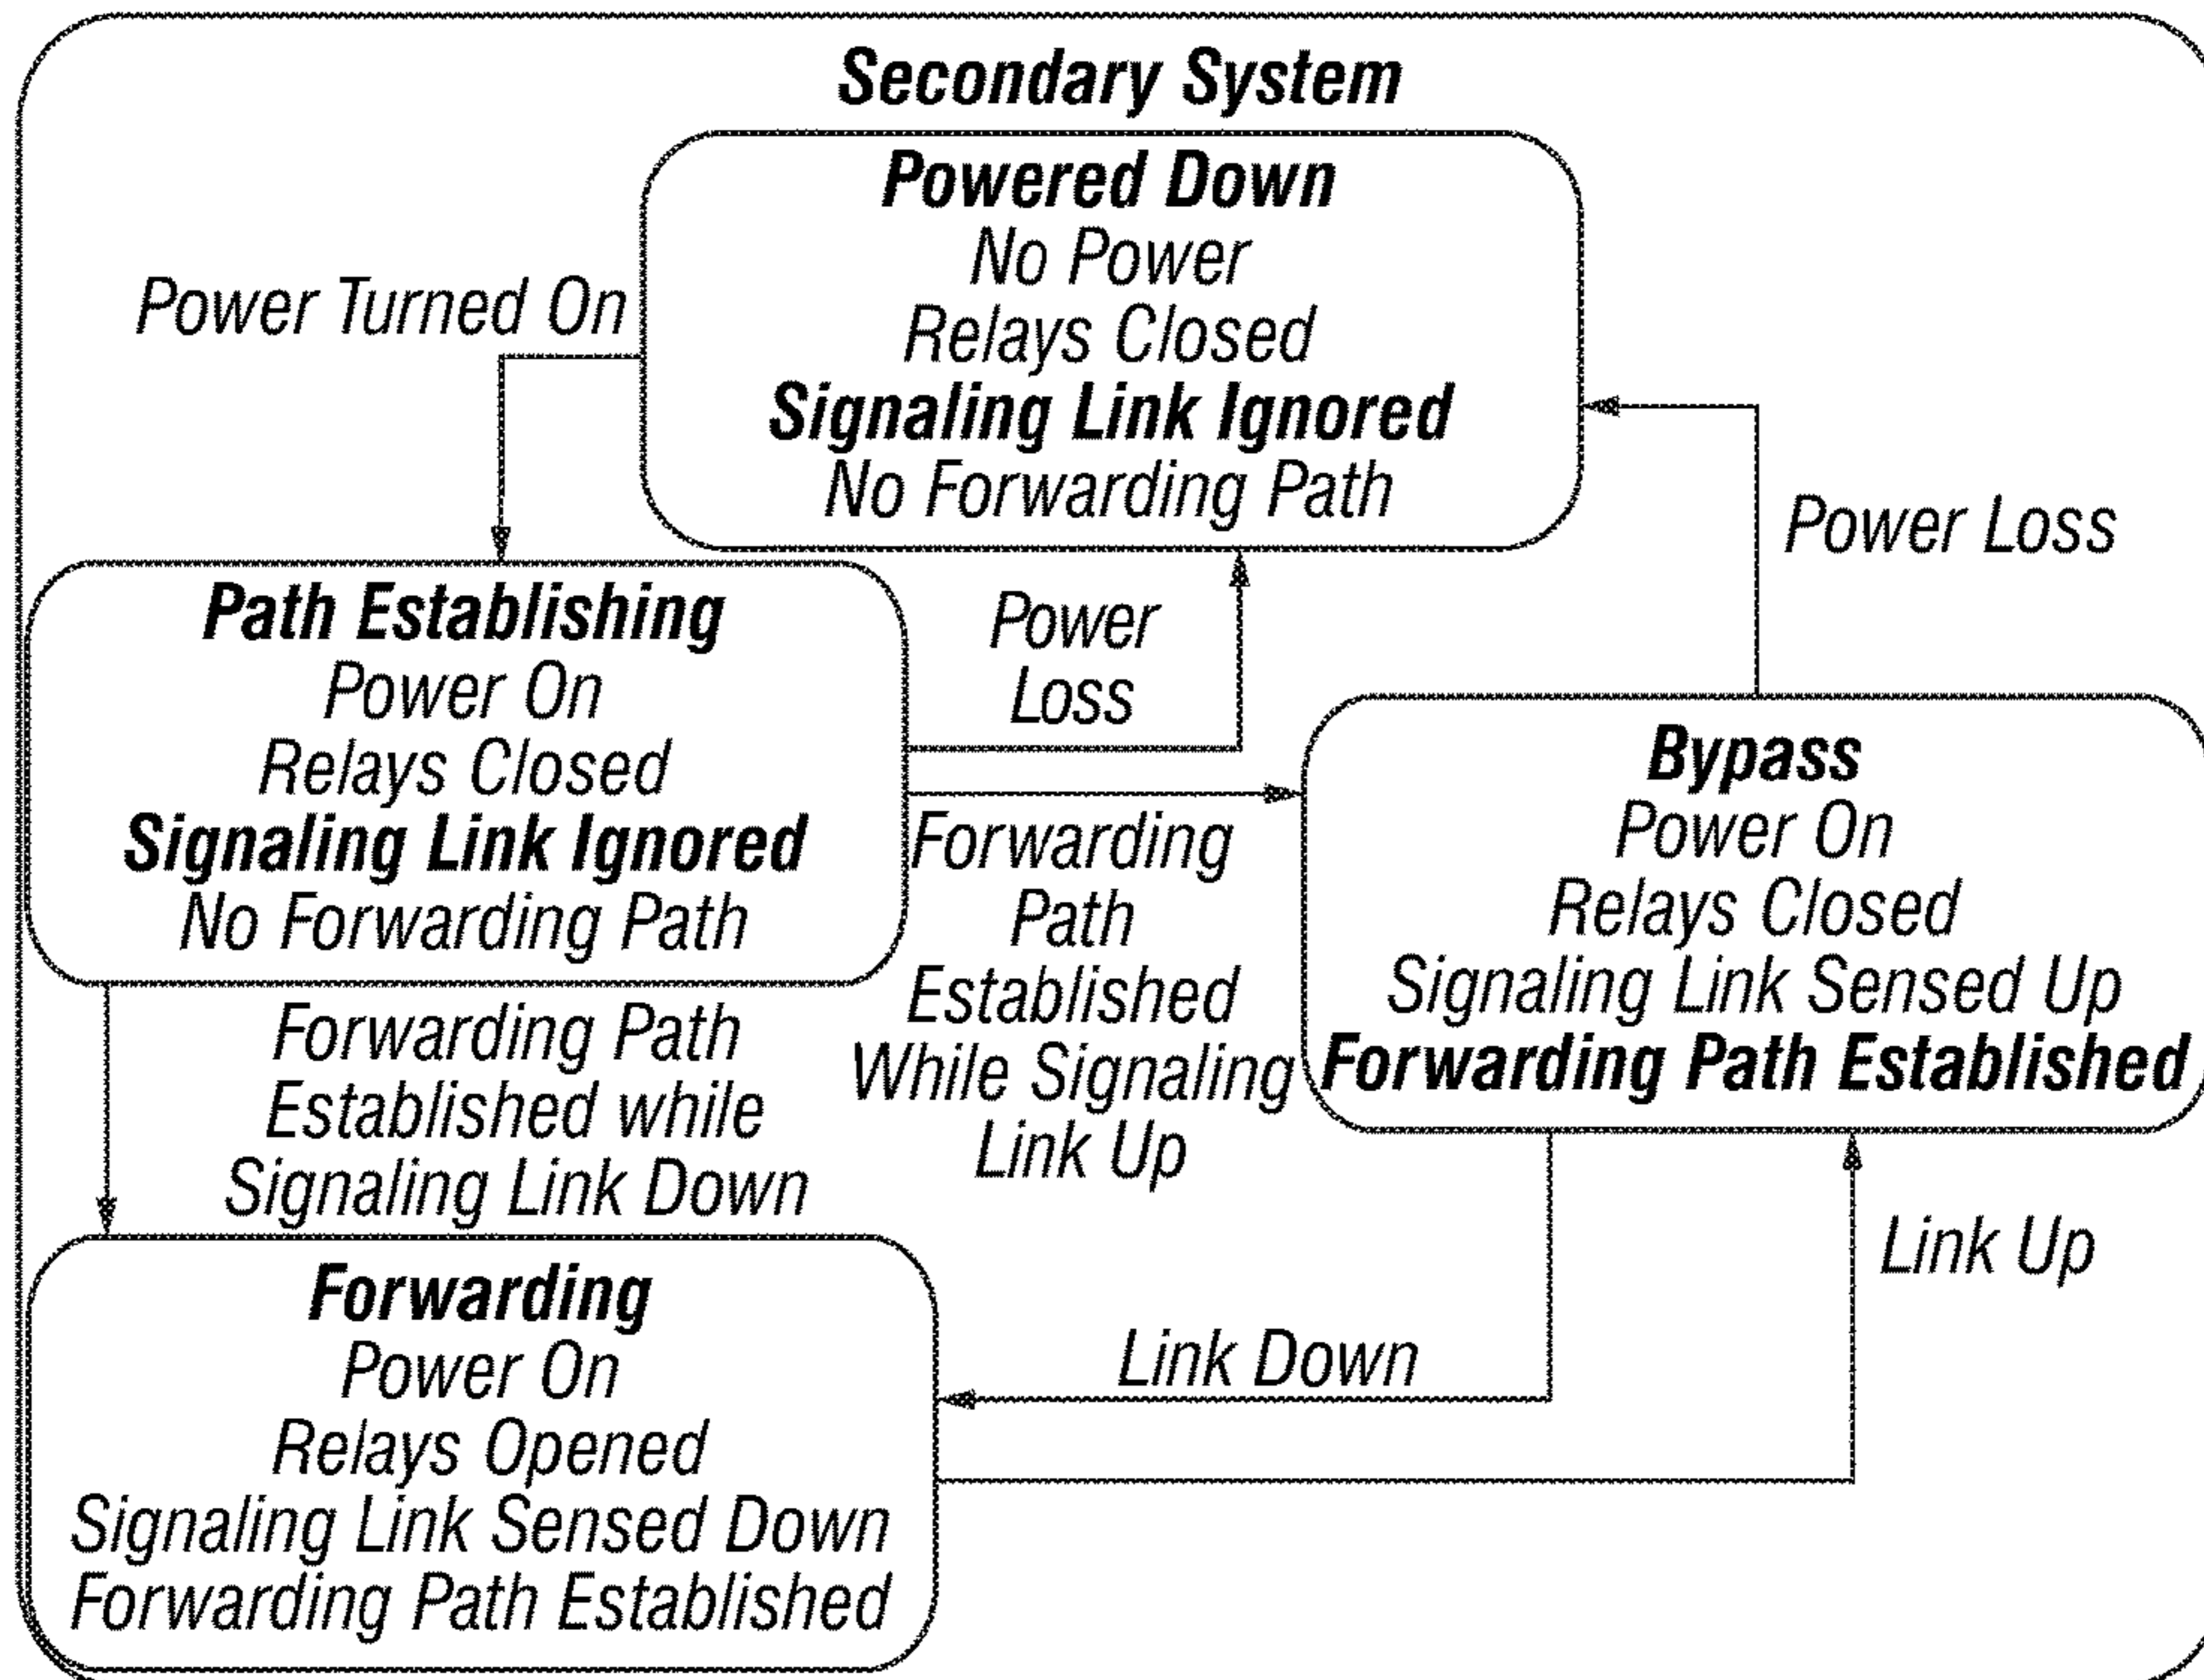 Secondary System
Powered Down
No Power
Relays Closed
Signaling Link Ignored
No Forwarding Path
Power Turned On
Power Loss
Path Establishing
Power On
Relays Closed
Signaling Link Ignored
No Forwarding Path
Power
Loss
Forwarding
Path
Established
While Signaling
Link Up
Bypass
Power On
Relays Closed
Signaling Link Sensed Up
Forwarding Path Established
Forwarding Path
Established while
Signaling Link Down
Link Up
Link Down
Forwarding
Power On
Relays Opened
Signaling Link Sensed Down
Forwarding Path Established